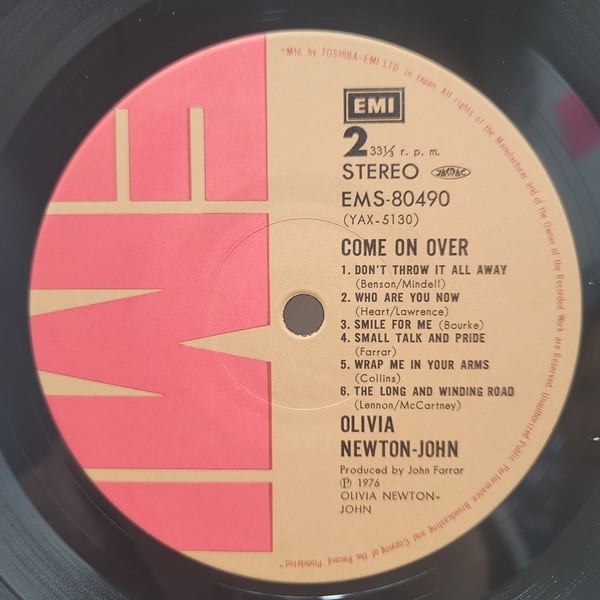 "Mfd. by TOSHIBA-EMI LTD. in Japan. All rights of the Manufacturer and of the Owner of the Recorded Work are Reserved. Unauthorized Public Performance, Broadcasting and Copying of the Record Prohibited"
EMI
EMI
2 33⅓ r. p. m.
STEREO JASRAC
EMS-80490
(YAX-5130)
COME ON OVER
1. DON'T THROW IT ALL AWAY
(Benson/Mindel)
2. WHO ARE YOU NOW
(Heart/Lawrence)
3. SMILE FOR ME (Bourke)
4. SMALL TALK AND PRIDE
(Farrar)
5. WRAP ME IN YOUR ARMS
(Collins)
6. THE LONG AND WINDING ROAD
(Lennon/McCartney)
OLIVIA
NEWTON-JOHN
Produced by John Farrar
Ⓟ 1976
OLIVIA NEWTON-
JOHN